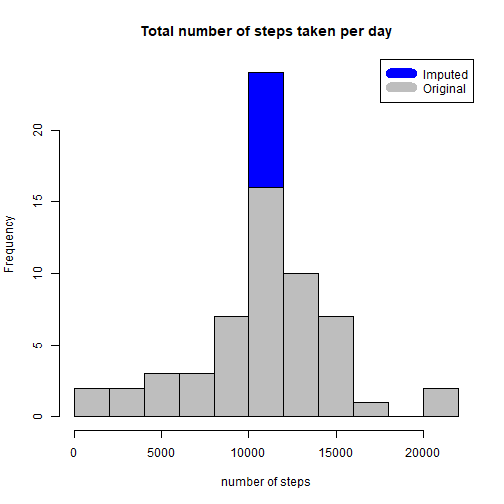 Total number of steps taken per day
Imputed
Original
20
15
10
5
0
Frequency
0 5000 10000 15000 20000
number of steps